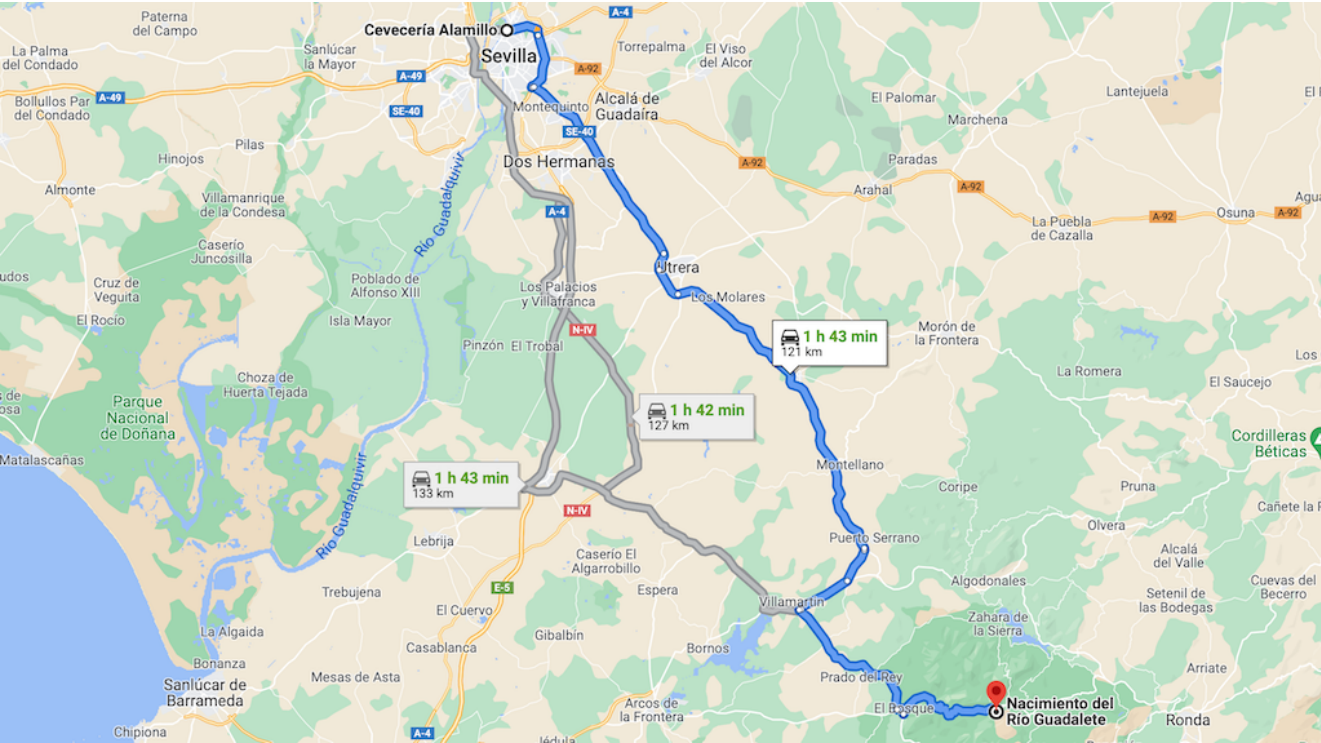 Paterna
del Campo
A-4
Cevecería Alamillo
La Palma
del Condado
Sanlúcar
la Mayor
Sevilla
Torrepalma
El Viso
del Alcor
A-49
A-92
A-49
Bollullos Par
del Condado
SE-40
Montequinto
Alcalá de
Guadaíra
El Palomar
Lantejuela
Marchena
SE-40
Hinojos
Pilas
Dos Hermanas
A-92
Paradas
Almonte
Villamanrique
de la Condesa
Arahal
A-92
Río Guadalquivir
A-4
La Puebla
de Cazalla
A-92
Osuna
A-92
Caserío
Juncosilla
Cruz de
Veguita
Poblado de
Alfonso XIII
Utrera
Los Palacios
y Villafranca
Los Molares
El Rocío
Isla Mayor
N-IV
Pinzón
El Trobal
1 h 43 min
121 km
Morón de
la Frontera
Los
La Romera
El Saucejo
Choza de
Huerta Tejada
Parque
Nacional
de Doñana
1 h 42 min
127 km
Cordilleras
Béticas
Matalascañas
1 h 43 min
133 km
Montellano
Coripe
Pruna
Río Guadalquivir
N-IV
Cañete la
Lebrija
Puerto Serrano
Olvera
Caserío El
Algarrobillo
Alcalá
del Valle
Trebujena
E-5
Espera
Algodonales
Cuevas del
Becerro
Setenil de
las Bodegas
El Cuervo
Villamartin
Zahara de
la Sierra
La Algaida
Gibalbín
Casablanca
Bornos
Bonanza
Arriate
Mesas de Asta
Prado del Rey
Sanlúcar de
Barrameda
Arcos de
la Frontera
El Bosque
Nacimiento del
Río Guadalete
Ronda
Chipiona
A-4